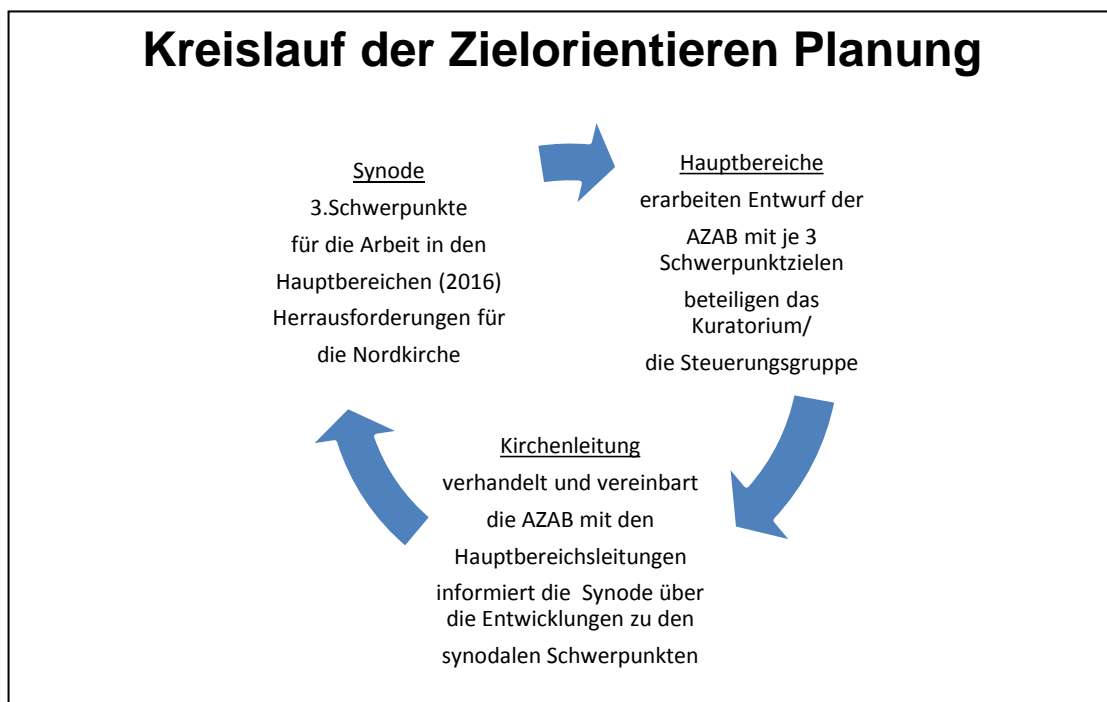 Kreislauf der Zielorientieren Planung
Synode
3.Schwerpunkte
für die Arbeit in den
Hauptbereichen (2016)
Herrausforderungen für
die Nordkirche
Hauptbereiche
erarbeiten Entwurf der
AZAB mit je 3
Schwerpunktzielen
beteiligen das
Kuratorium/
die Steuerungsgruppe
Kirchenleitung
verhandelt und vereinbart
die AZAB mit den
Hauptbereichsleitungen
informiert die Synode über
die Entwicklungen zu den
synodalen Schwerpunkten